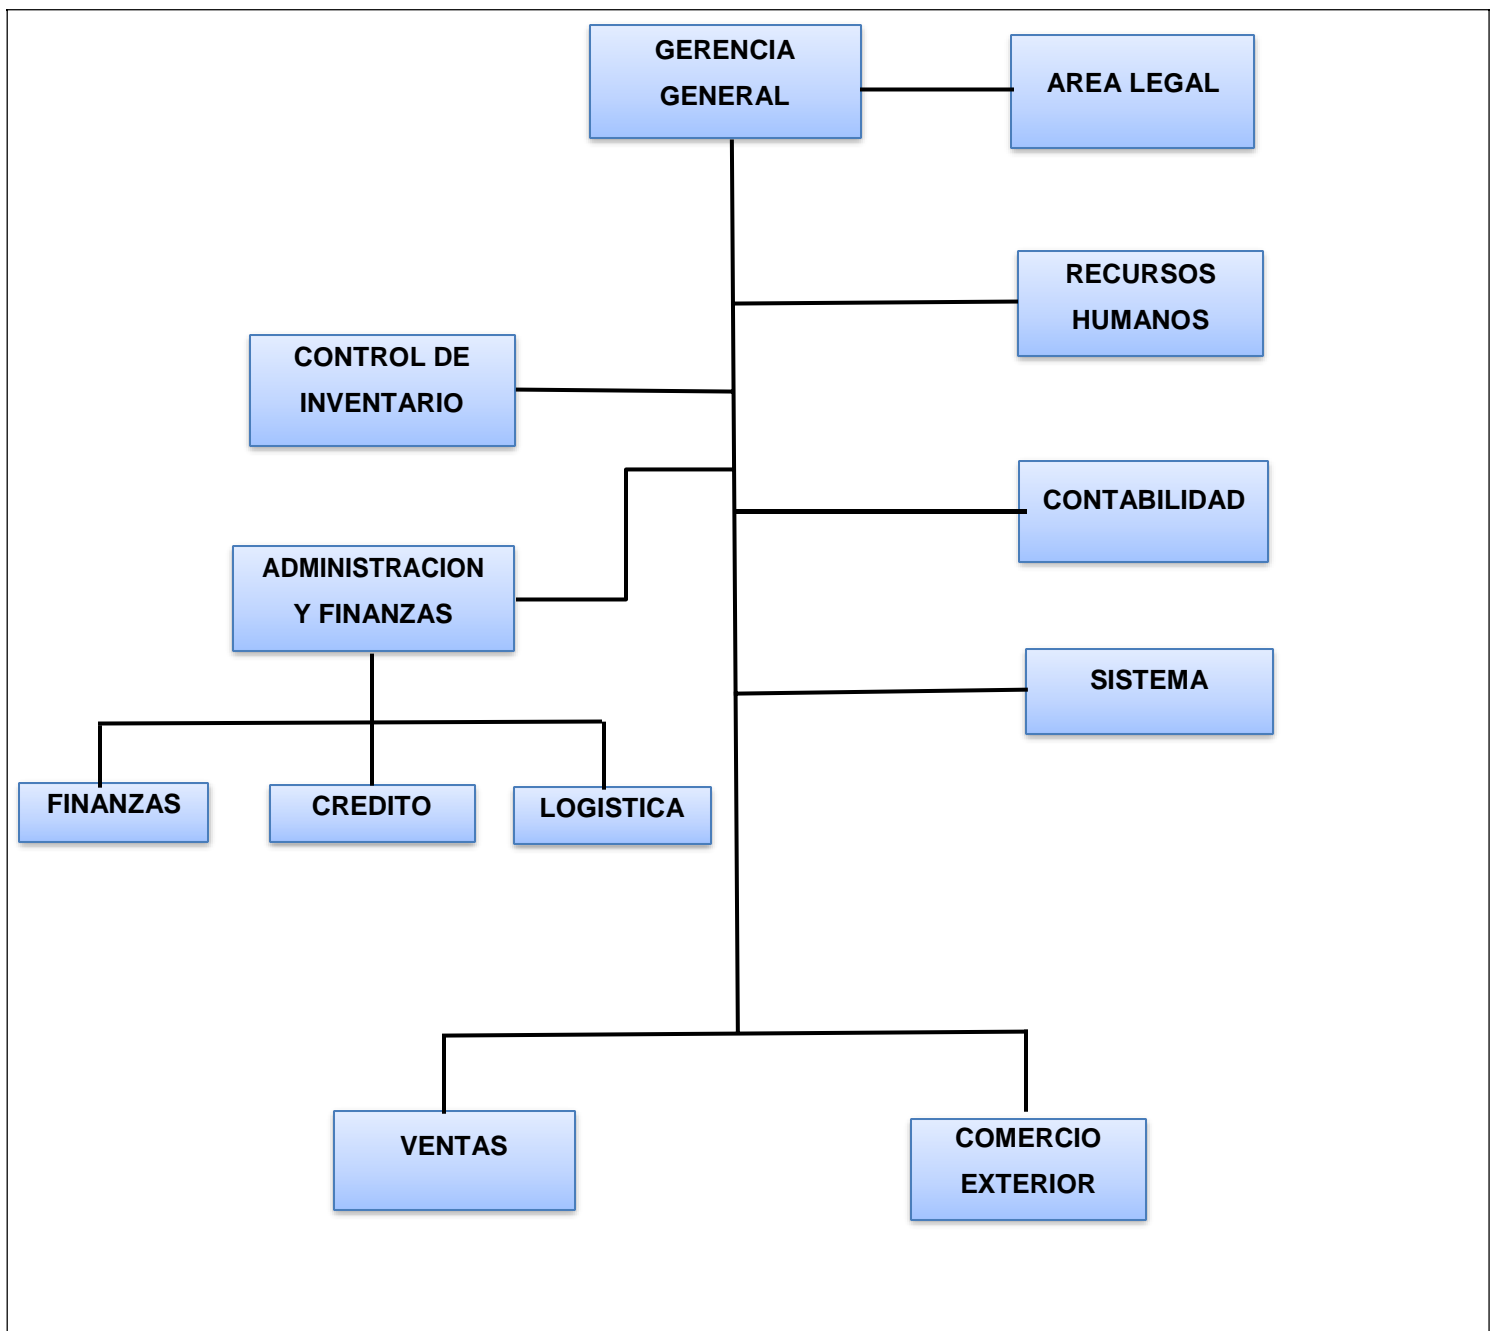 GERENCIA
GENERAL
AREA LEGAL
RECURSOS
HUMANOS
CONTROL DE
INVENTARIO
CONTABILIDAD
ADMINISTRACION
Y FINANZAS
SISTEMA
FINANZAS
CREDITO
LOGISTICA
VENTAS
COMERCIO
EXTERIOR